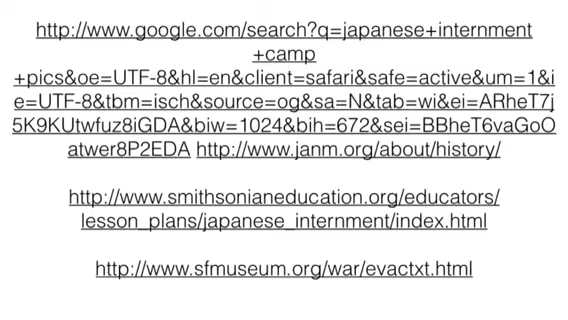 http://www.google.com/search?q=japanese+internment
+camp
+pics&oe=UTF-8&hl=en&client=safari&safe=active&um=1&i
e=UTF-8&tbm=isch&source=og&sa=N&tab=wi&ei=ARheT7j
5K9KUtwfuz8iGDA&biw=1024&bih=672&sei=BBheT6vaGoO
atwer8P2EDA http://www.janm.org/about/history/
http://www.smithsonianeducation.org/educators/
lesson_plans/japanese_internment/index.html
http://www.sfmuseum.org/war/evactxt.html